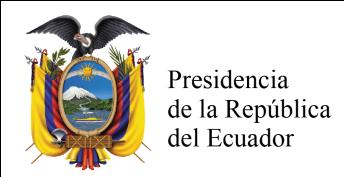 Presidencia
de la República
del Ecuador